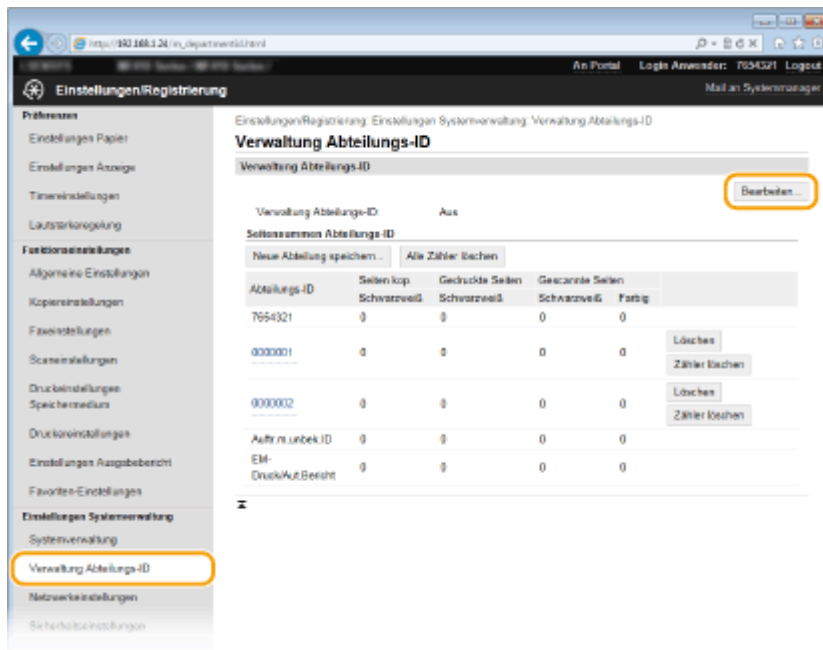 http://192.168.1.24/m_departmentid.html
An Portal Login Anwender: 7654321 Logout
Einstellungen/Registrierung
Mail an Systemmanager
Präferenzen
Einstellungen Papier
Einstellungen Anzeige
Timereinstellungen
Lautstärkeregelung
Funktionseinstellungen
Allgemeine Einstellungen
Kopiereinstellungen
Faxeinstellungen
Scaneinstellungen
Druckeinstellungen
Speichermedium
Druckereinstellungen
Einstellungen Ausgabebericht
Favoriten-Einstellungen
Einstellungen Systemverwaltung
Systemverwaltung
Verwaltung Abteilungs-ID
Netzwerkeinstellungen
Sicherheitseinstellungen
Einstellungen/Registrierung: Einstellungen Systemverwaltung: Verwaltung Abteilungs-ID
Verwaltung Abteilungs-ID
Verwaltung Abteilungs-ID
Bearbeiten...
Verwaltung Abteilungs-ID: Aus
Seitensummen Abteilungs-ID
Neue Abteilung speichern... Alle Zähler löschen
Abteilungs-ID Seiten kop. Gedruckte Seiten Gescannte Seiten
Schwarzweiß Schwarzweiß Schwarzweiß Farbig
7654321 0 0 0 0
0000001 0 0 0 0 Löschen
Zähler löschen
0000002 0 0 0 0 Löschen
Zähler löschen
Auftr.m.unbek.ID 0 0 0 0
EM-
Druck/Aut.Bericht 0 0 0 0